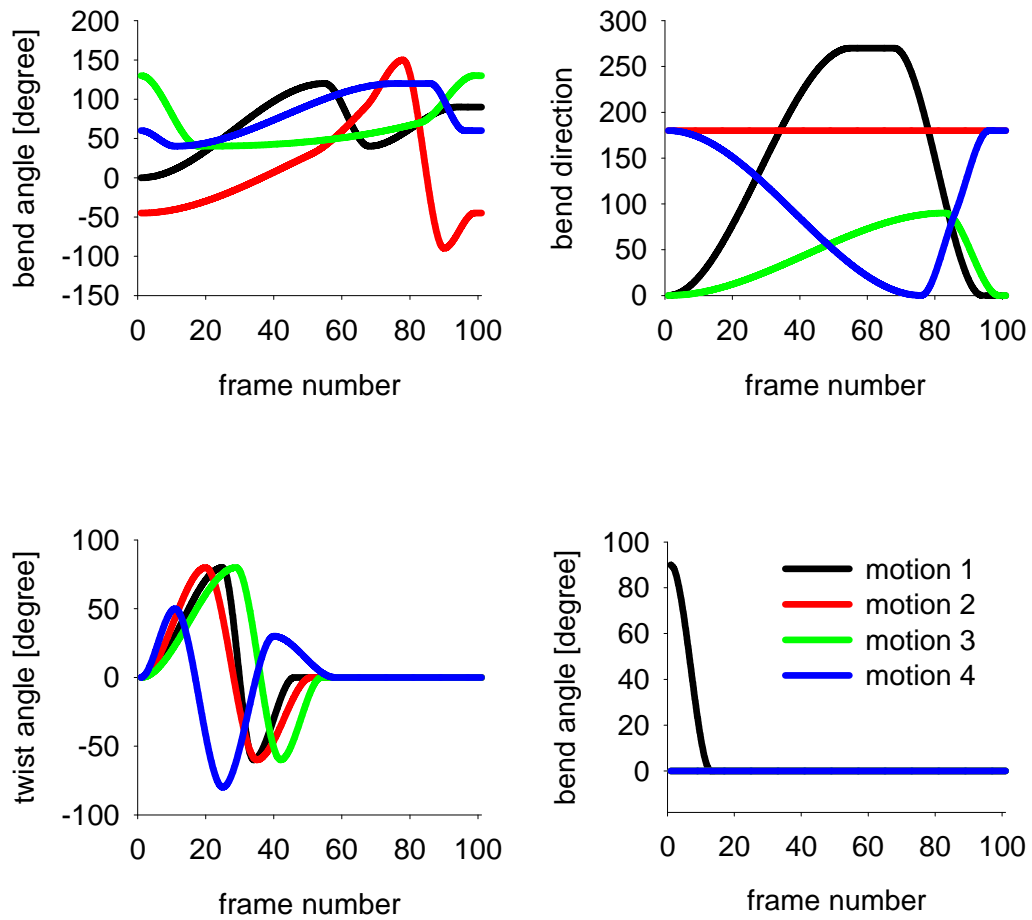 bend angle [degree]
200
150
100
50
0
-50
-100
-150
0 20 40 60 80 100
frame number
bend direction
300
250
200
150
100
50
0
0 20 40 60 80 100
frame number
twist angle [degree]
100
50
0
-50
-100
0 20 40 60 80 100
frame number
bend angle [degree]
100
80
60
40
20
0
0 20 40 60 80 100
frame number
motion 1
motion 2
motion 3
motion 4